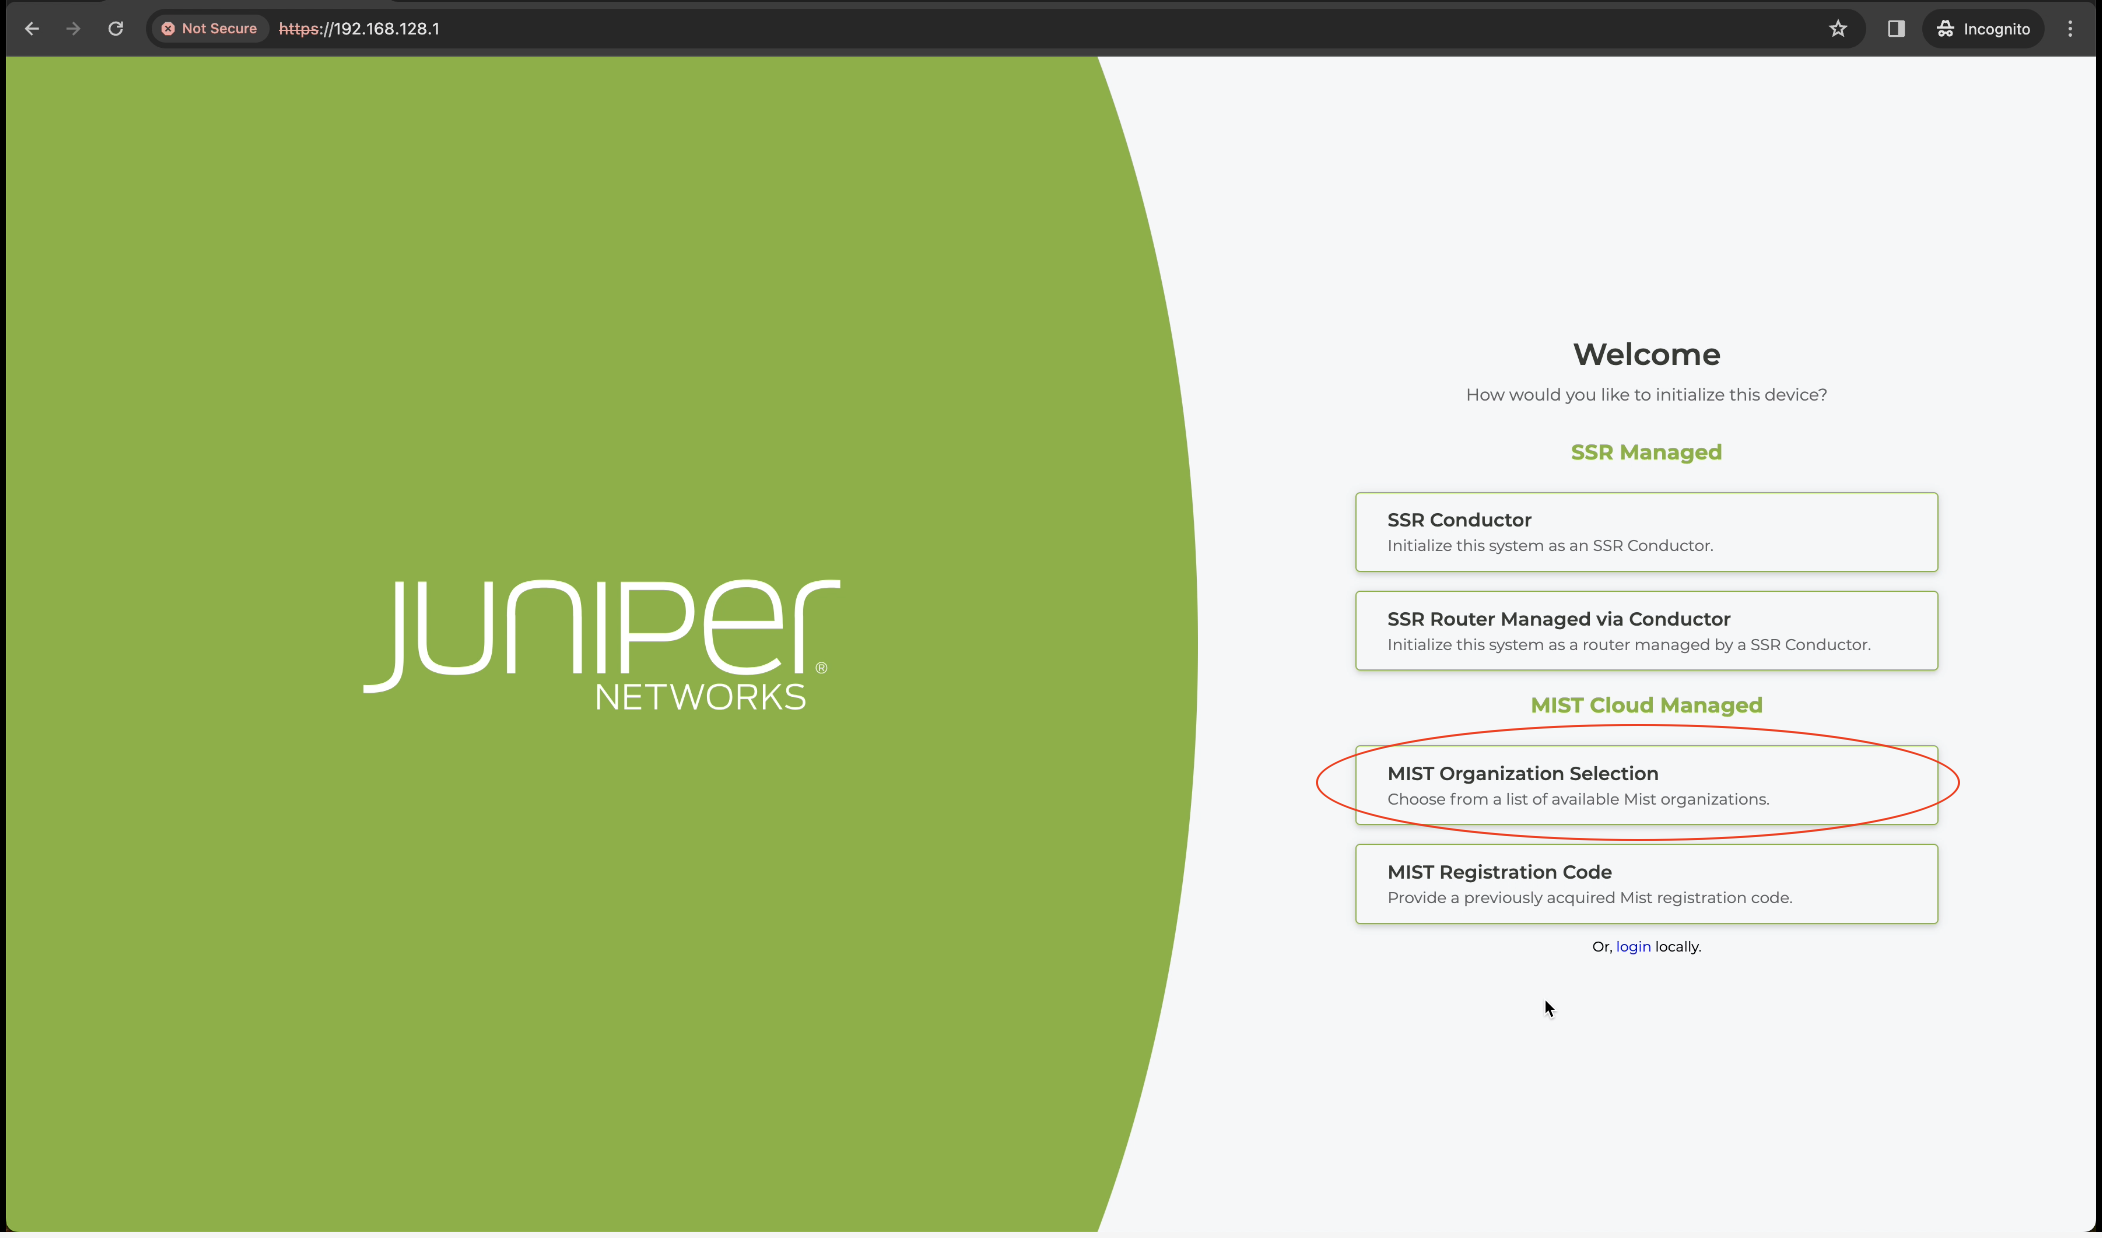 Not Secure https://192.168.128.1 Incognito
JUNIPer®
NETWORKS
Welcome
How would you like to initialize this device?
SSR Managed
SSR Conductor
Initialize this system as an SSR Conductor.
SSR Router Managed via Conductor
Initialize this system as a router managed by a SSR Conductor.
MIST Cloud Managed
MIST Organization Selection
Choose from a list of available Mist organizations.
MIST Registration Code
Provide a previously acquired Mist registration code.
Or, login locally.